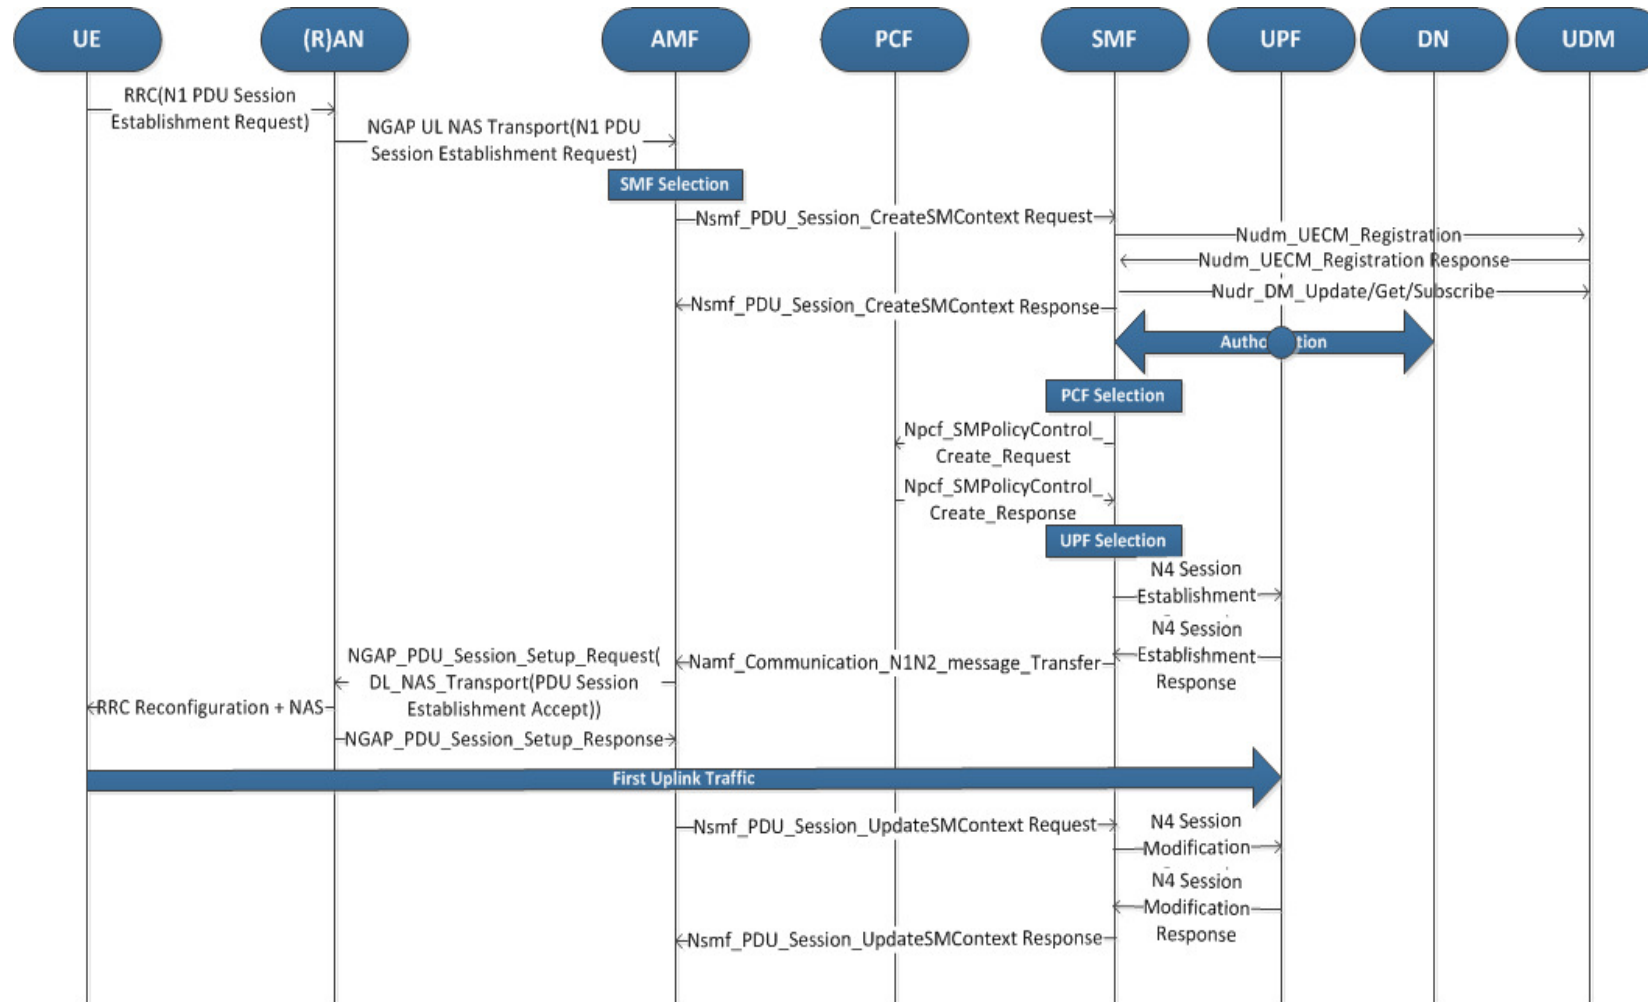 UE
(R)AN
AMF
PCF
SMF
UPF
DN
UDM
RRC(N1 PDU Session
Establishment Request)
NGAP UL NAS Transport(N1 PDU
Session Establishment Request)
SMF Selection
Nsmf_PDU_Session_CreateSMContext Request
Nudm_UECM_Registration
Nudm_UECM_Registration Response
Nudr_DM_Update/Get/Subscribe
Nsmf_PDU_Session_CreateSMContext Response
PCF Selection
Npcf_SMPolicyControl_
Create_Request
Npcf_SMPolicyControl_
Create_Response
UPF Selection
N4 Session
Establishment
N4 Session
Establishment
Response
Namf_Communication_N1N2_message_Transfer
NGAP_PDU_Session_Setup_Request(
DL_NAS_Transport(PDU Session
Establishment Accept))
RRC Reconfiguration + NAS
NGAP_PDU_Session_Setup_Response
First Uplink Traffic
Nsmf_PDU_Session_UpdateSMContext Request
N4 Session
Modification
N4 Session
Modification
Response
Nsmf_PDU_Session_UpdateSMContext Response